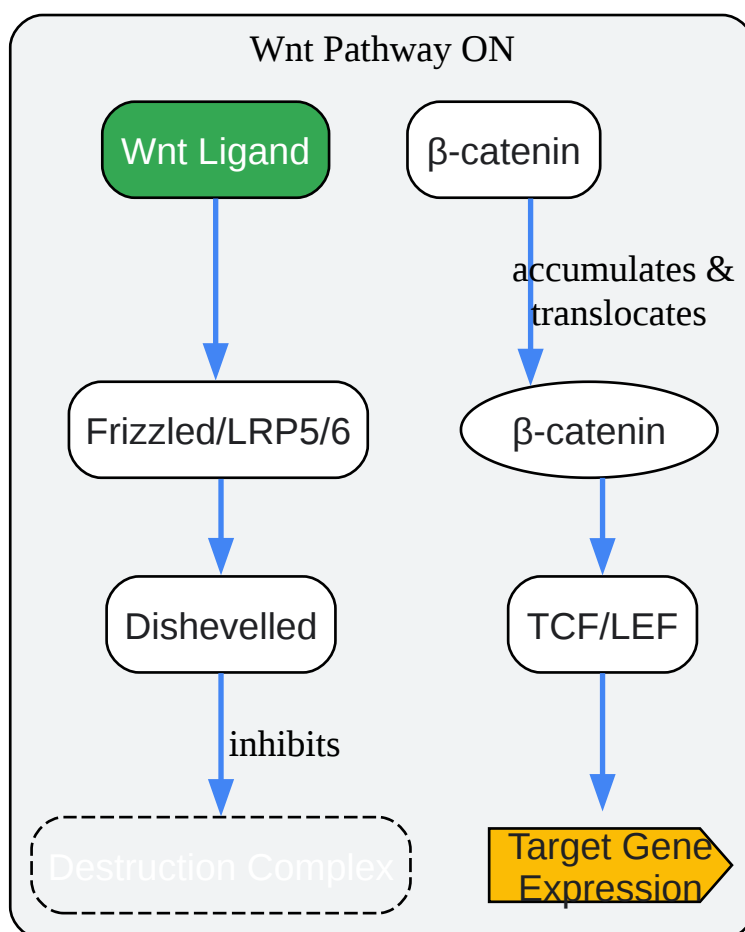 Wnt Pathway ON
Wnt Ligand
β-catenin
accumulates &
translocates
Frizzled/LRP5/6
β-catenin
Dishevelled
TCF/LEF
inhibits
Destruction Complex
Target Gene
Expression